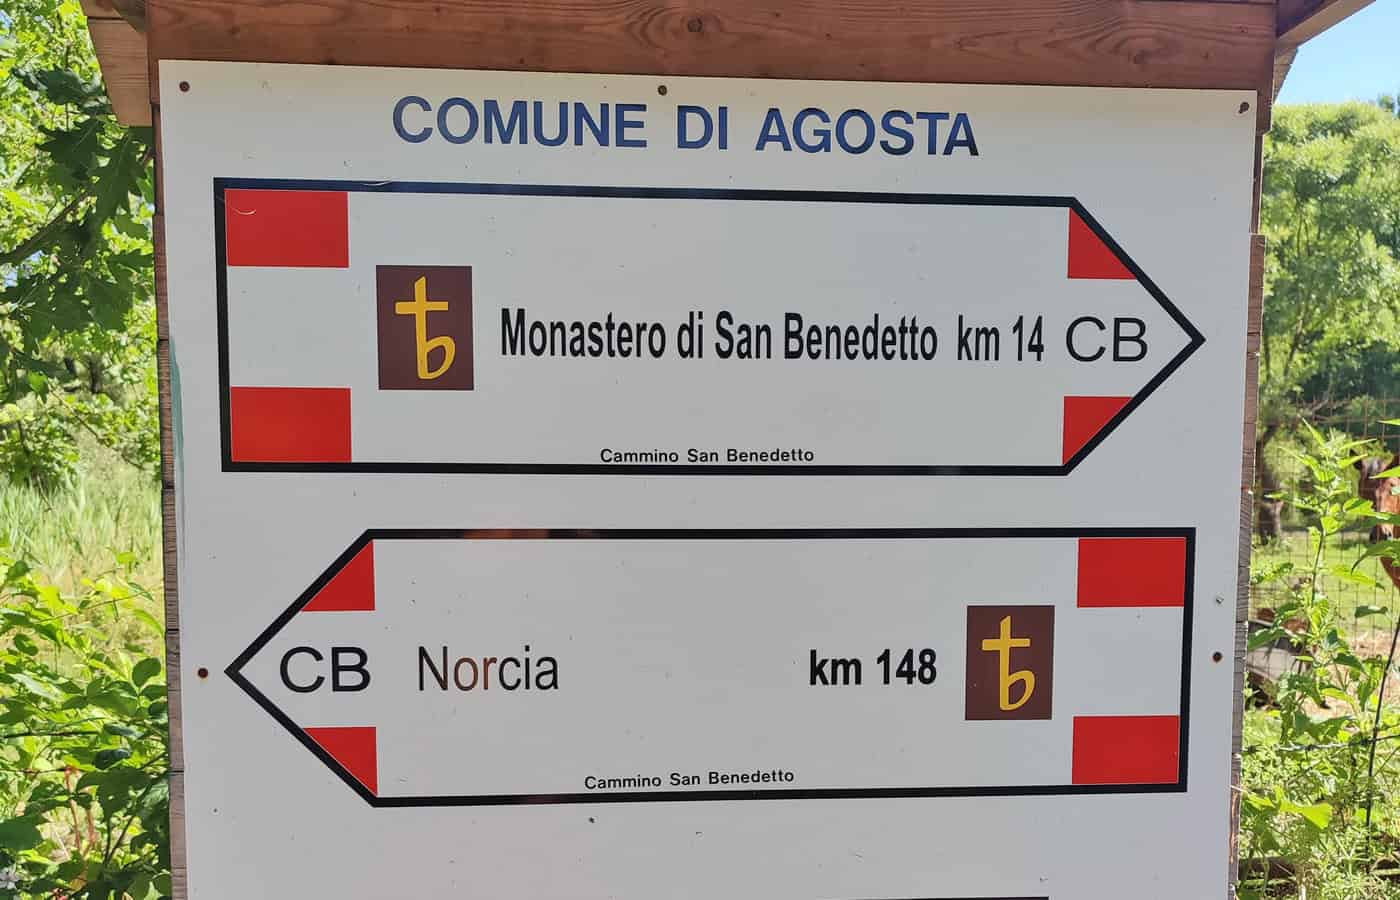 COMUNE DI AGOSTA
Monastero di San Benedetto km 14 CB
Cammino San Benedetto
CB Norcia km 148
Cammino San Benedetto